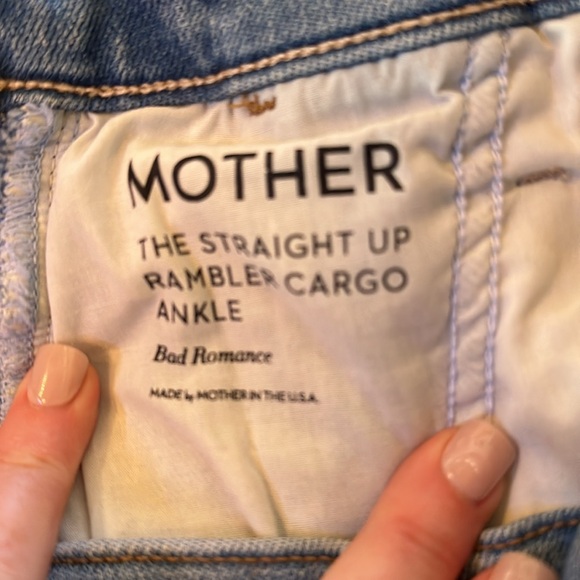 MOTHER
THE STRAIGHT UP
RAMBLER CARGO
ANKLE
Bad Romance
MADE by MOTHER IN THE U.S.A.